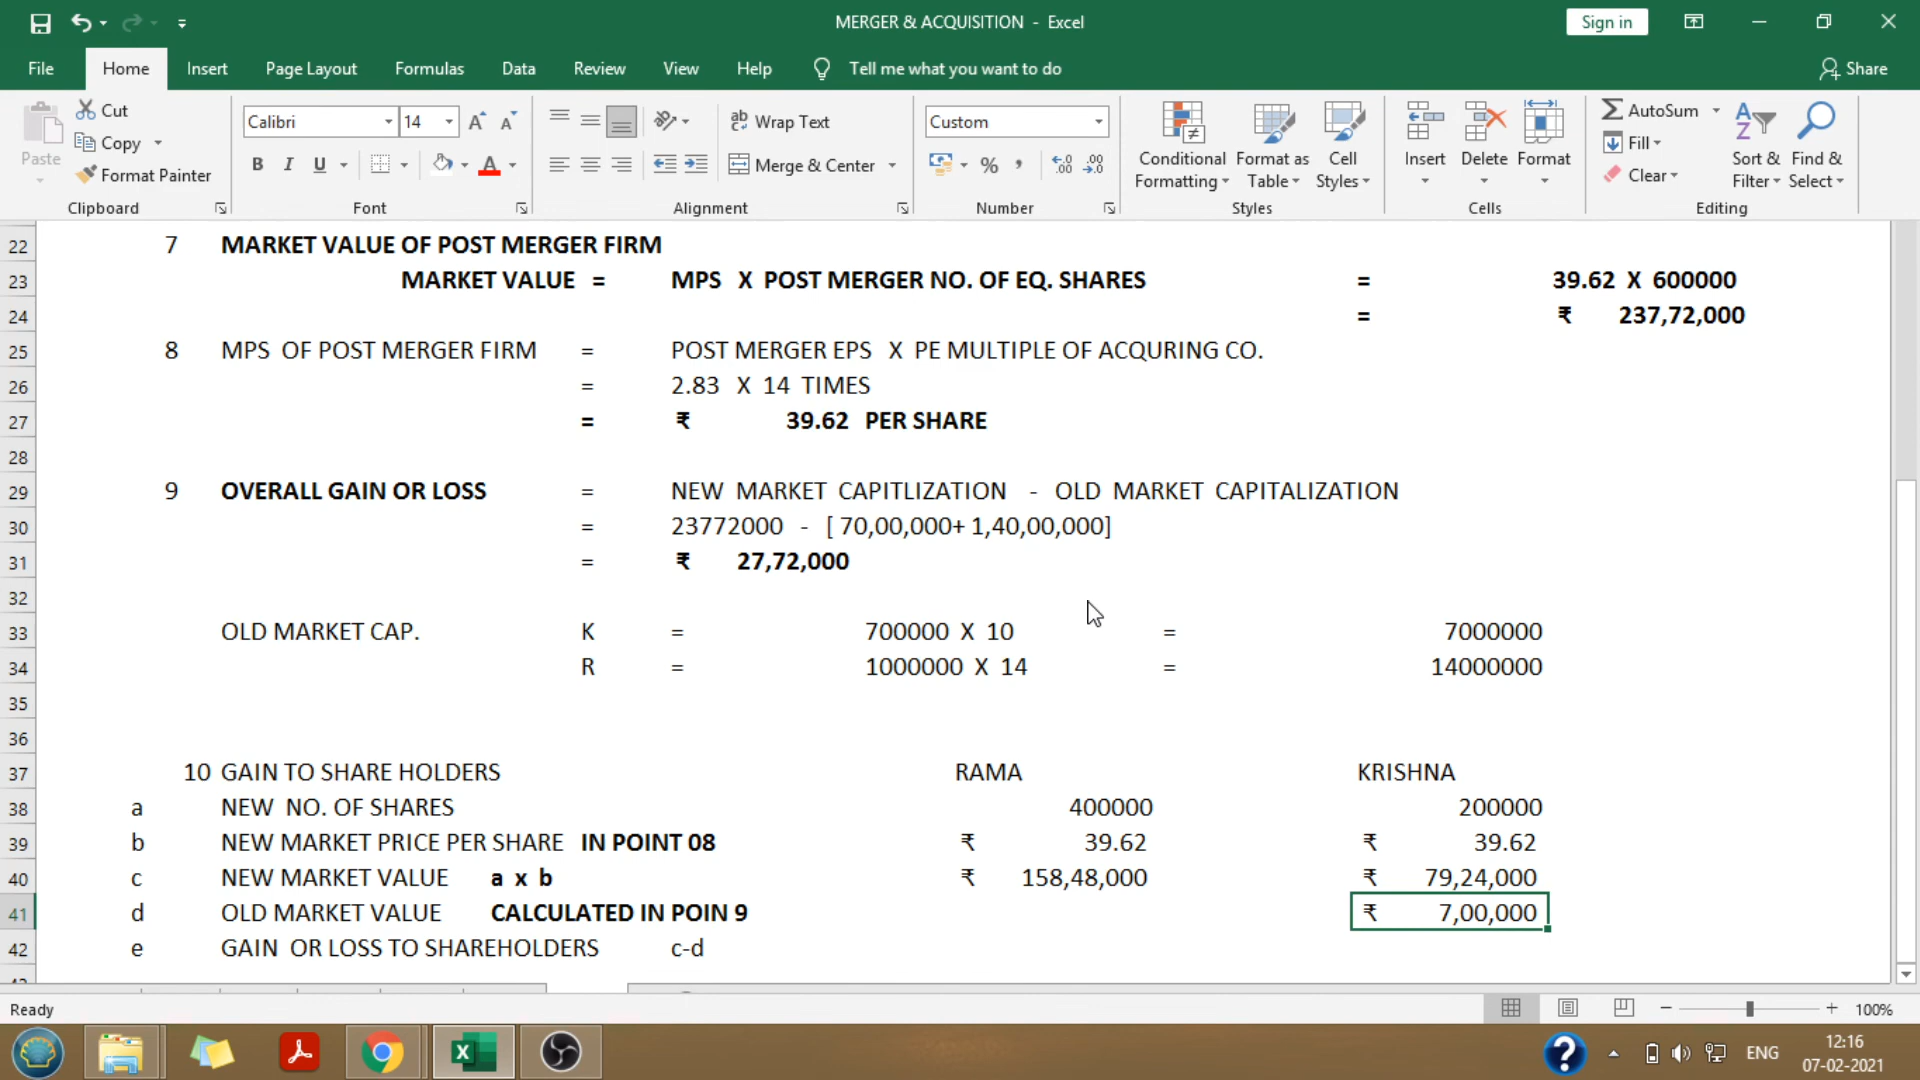 MERGER & ACQUISITION - Excel
Sign in
File Home Insert Page Layout Formulas Data Review View Help Tell me what you want to do Share
Paste
Cut
Copy
Format Painter
Clipboard
Calibri 14
B I U
Font
Wrap Text
Merge & Center
Alignment
Custom
%
Number
Conditional Formatting
Format as Table
Cell Styles
Styles
Insert Delete Format
Cells
AutoSum
Fill
Clear
Sort & Filter
Find & Select
Editing
22 7 MARKET VALUE OF POST MERGER FIRM
23 MARKET VALUE = MPS X POST MERGER NO. OF EQ. SHARES = 39.62 X 600000
24 = ₹ 237,72,000
25 8 MPS OF POST MERGER FIRM = POST MERGER EPS X PE MULTIPLE OF ACQURING CO.
26 = 2.83 X 14 TIMES
27 = ₹ 39.62 PER SHARE
28
29 9 OVERALL GAIN OR LOSS = NEW MARKET CAPITLIZATION - OLD MARKET CAPITALIZATION
30 = 23772000 - [ 70,00,000+ 1,40,00,000]
31 = ₹ 27,72,000
32
33 OLD MARKET CAP. K = 700000 X 10 = 7000000
34 R = 1000000 X 14 = 14000000
35
36
37 10 GAIN TO SHARE HOLDERS RAMA KRISHNA
38 a NEW NO. OF SHARES 400000 200000
39 b NEW MARKET PRICE PER SHARE IN POINT 08 ₹ 39.62 ₹ 39.62
40 c NEW MARKET VALUE a x b ₹ 158,48,000 ₹ 79,24,000
41 d OLD MARKET VALUE CALCULATED IN POIN 9 ₹ 7,00,000
42 e GAIN OR LOSS TO SHAREHOLDERS c-d
Ready
100%
ENG
12:16
07-02-2021